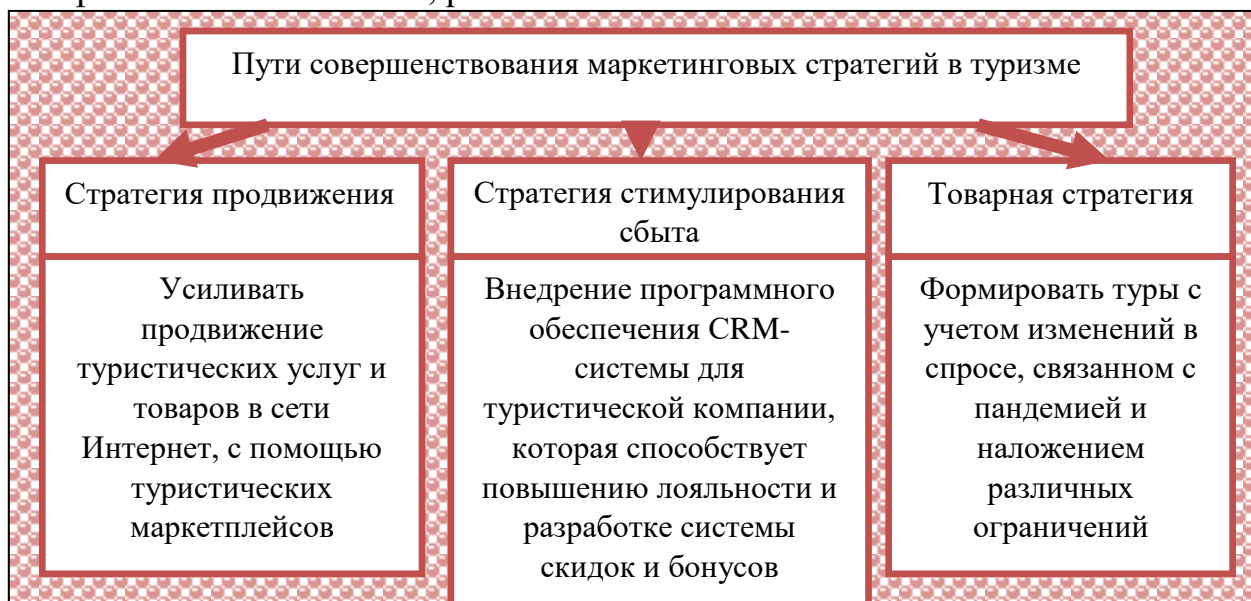 Пути совершенствования маркетинговых стратегий в туризме
Стратегия продвижения
Усиливать
продвижение
туристических услуг и
товаров в сети
Интернет, с помощью
туристических
маркетплейсов
Стратегия стимулирования
сбыта
Внедрение программного
обеспечения CRM-
системы для
туристической компании,
которая способствует
повышению лояльности и
разработке системы
скидок и бонусов
Товарная стратегия
Формировать туры с
учетом изменений в
спросе, связанном с
пандемией и
наложением
различных
ограничений